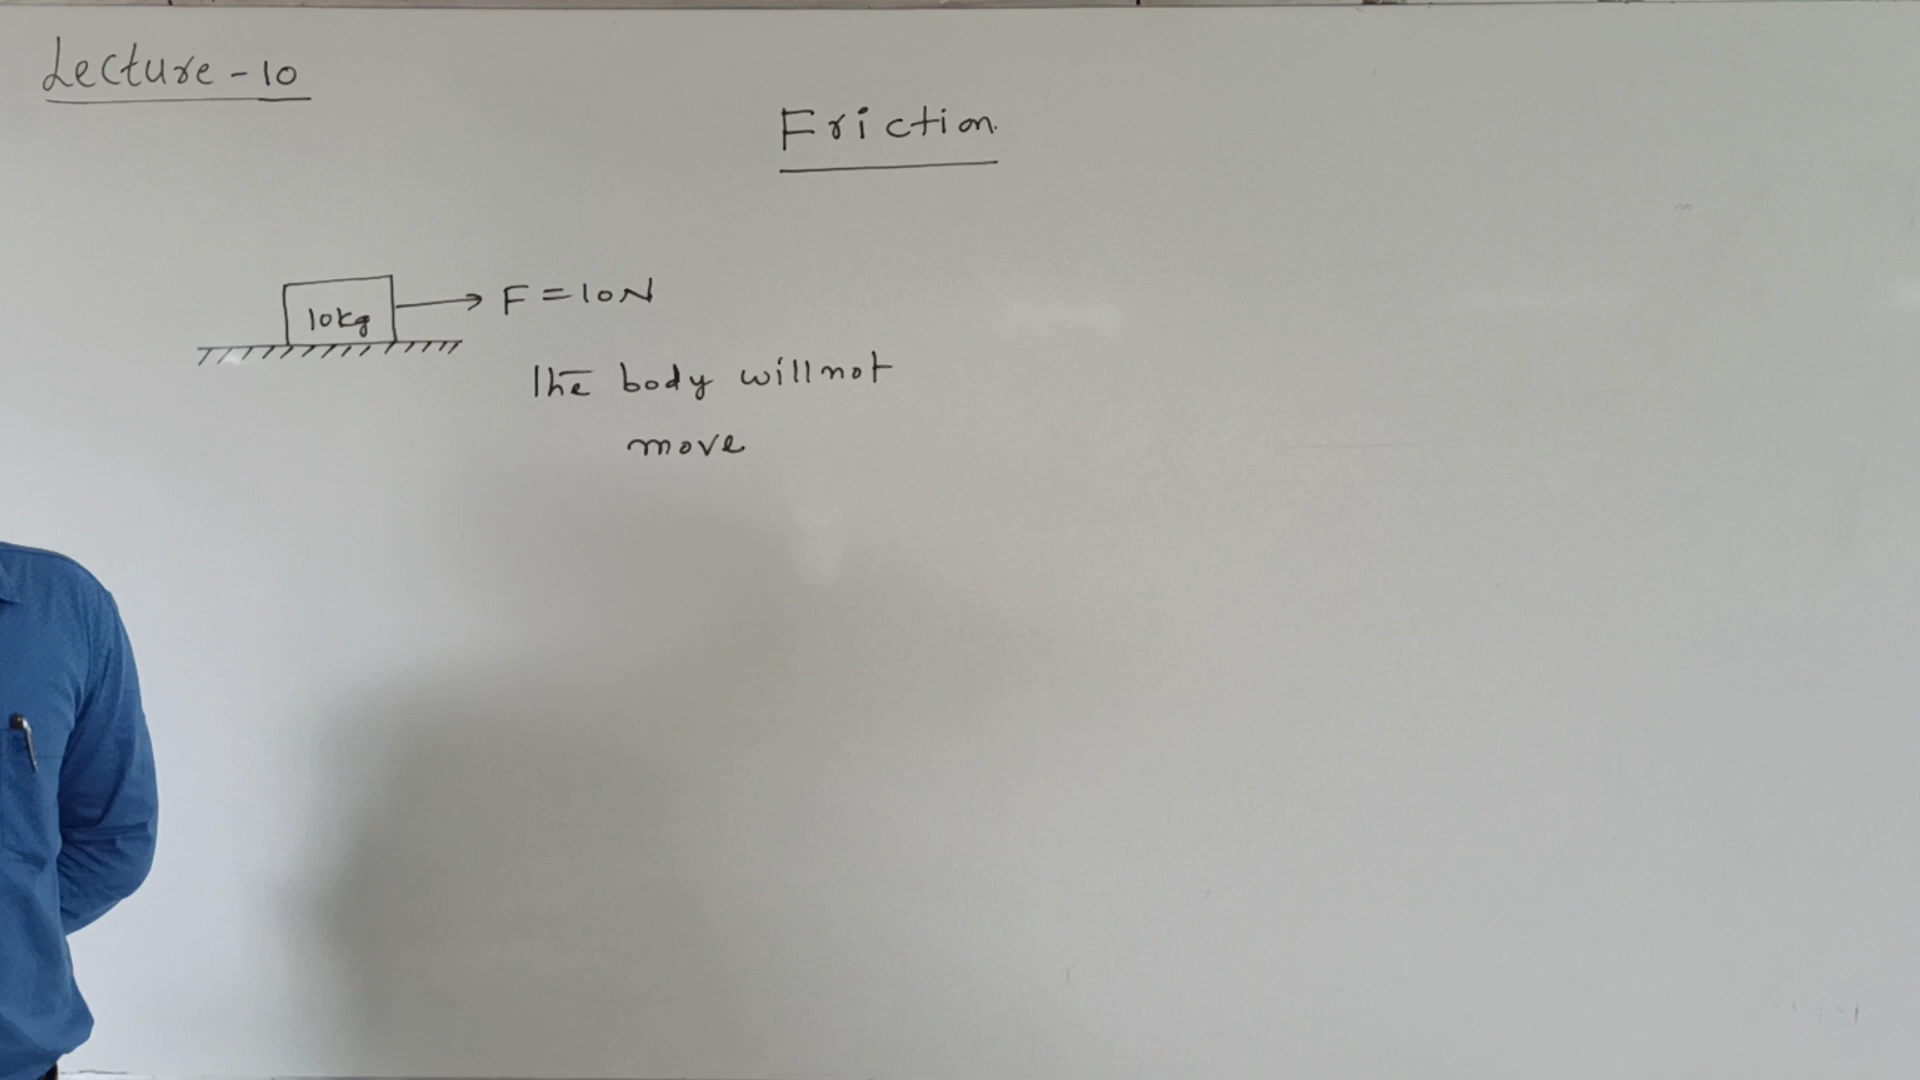 Lecture - 10
Friction.
10kg
F = 10N
The body will not
move